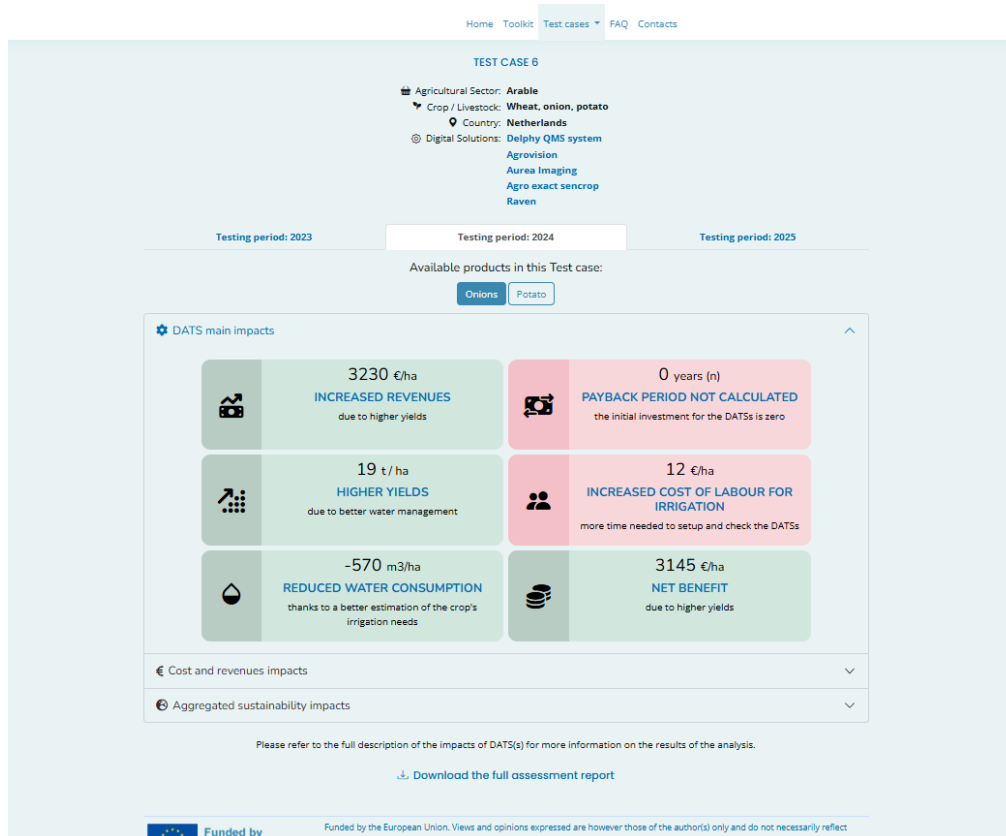 Home Toolkit Test cases FAQ Contacts
TEST CASE 6
Agricultural Sector: Arable
Crop / Livestock: Wheat, onion, potato
Country: Netherlands
Digital Solutions: Delphy QMS system
Agrovision
Aurea Imaging
Agro exact sencrop
Raven
Testing period: 2023 Testing period: 2024 Testing period: 2025
Available products in this Test case:
Onions Potato
DATS main impacts
3230 €/ha
INCREASED REVENUES
due to higher yields
0 years (n)
PAYBACK PERIOD NOT CALCULATED
the initial investment for the DATSs is zero
19 t / ha
HIGHER YIELDS
due to better water management
12 €/ha
INCREASED COST OF LABOUR FOR
IRRIGATION
more time needed to setup and check the DATSs
-570 m3/ha
REDUCED WATER CONSUMPTION
thanks to a better estimation of the crop's
irrigation needs
3145 €/ha
NET BENEFIT
due to higher yields
€ Cost and revenues impacts
Aggregated sustainability impacts
Please refer to the full description of the impacts of DATS(s) for more information on the results of the analysis.
Download the full assessment report
Funded by
Funded by the European Union. Views and opinions expressed are however those of the author(s) only and do not necessarily reflect